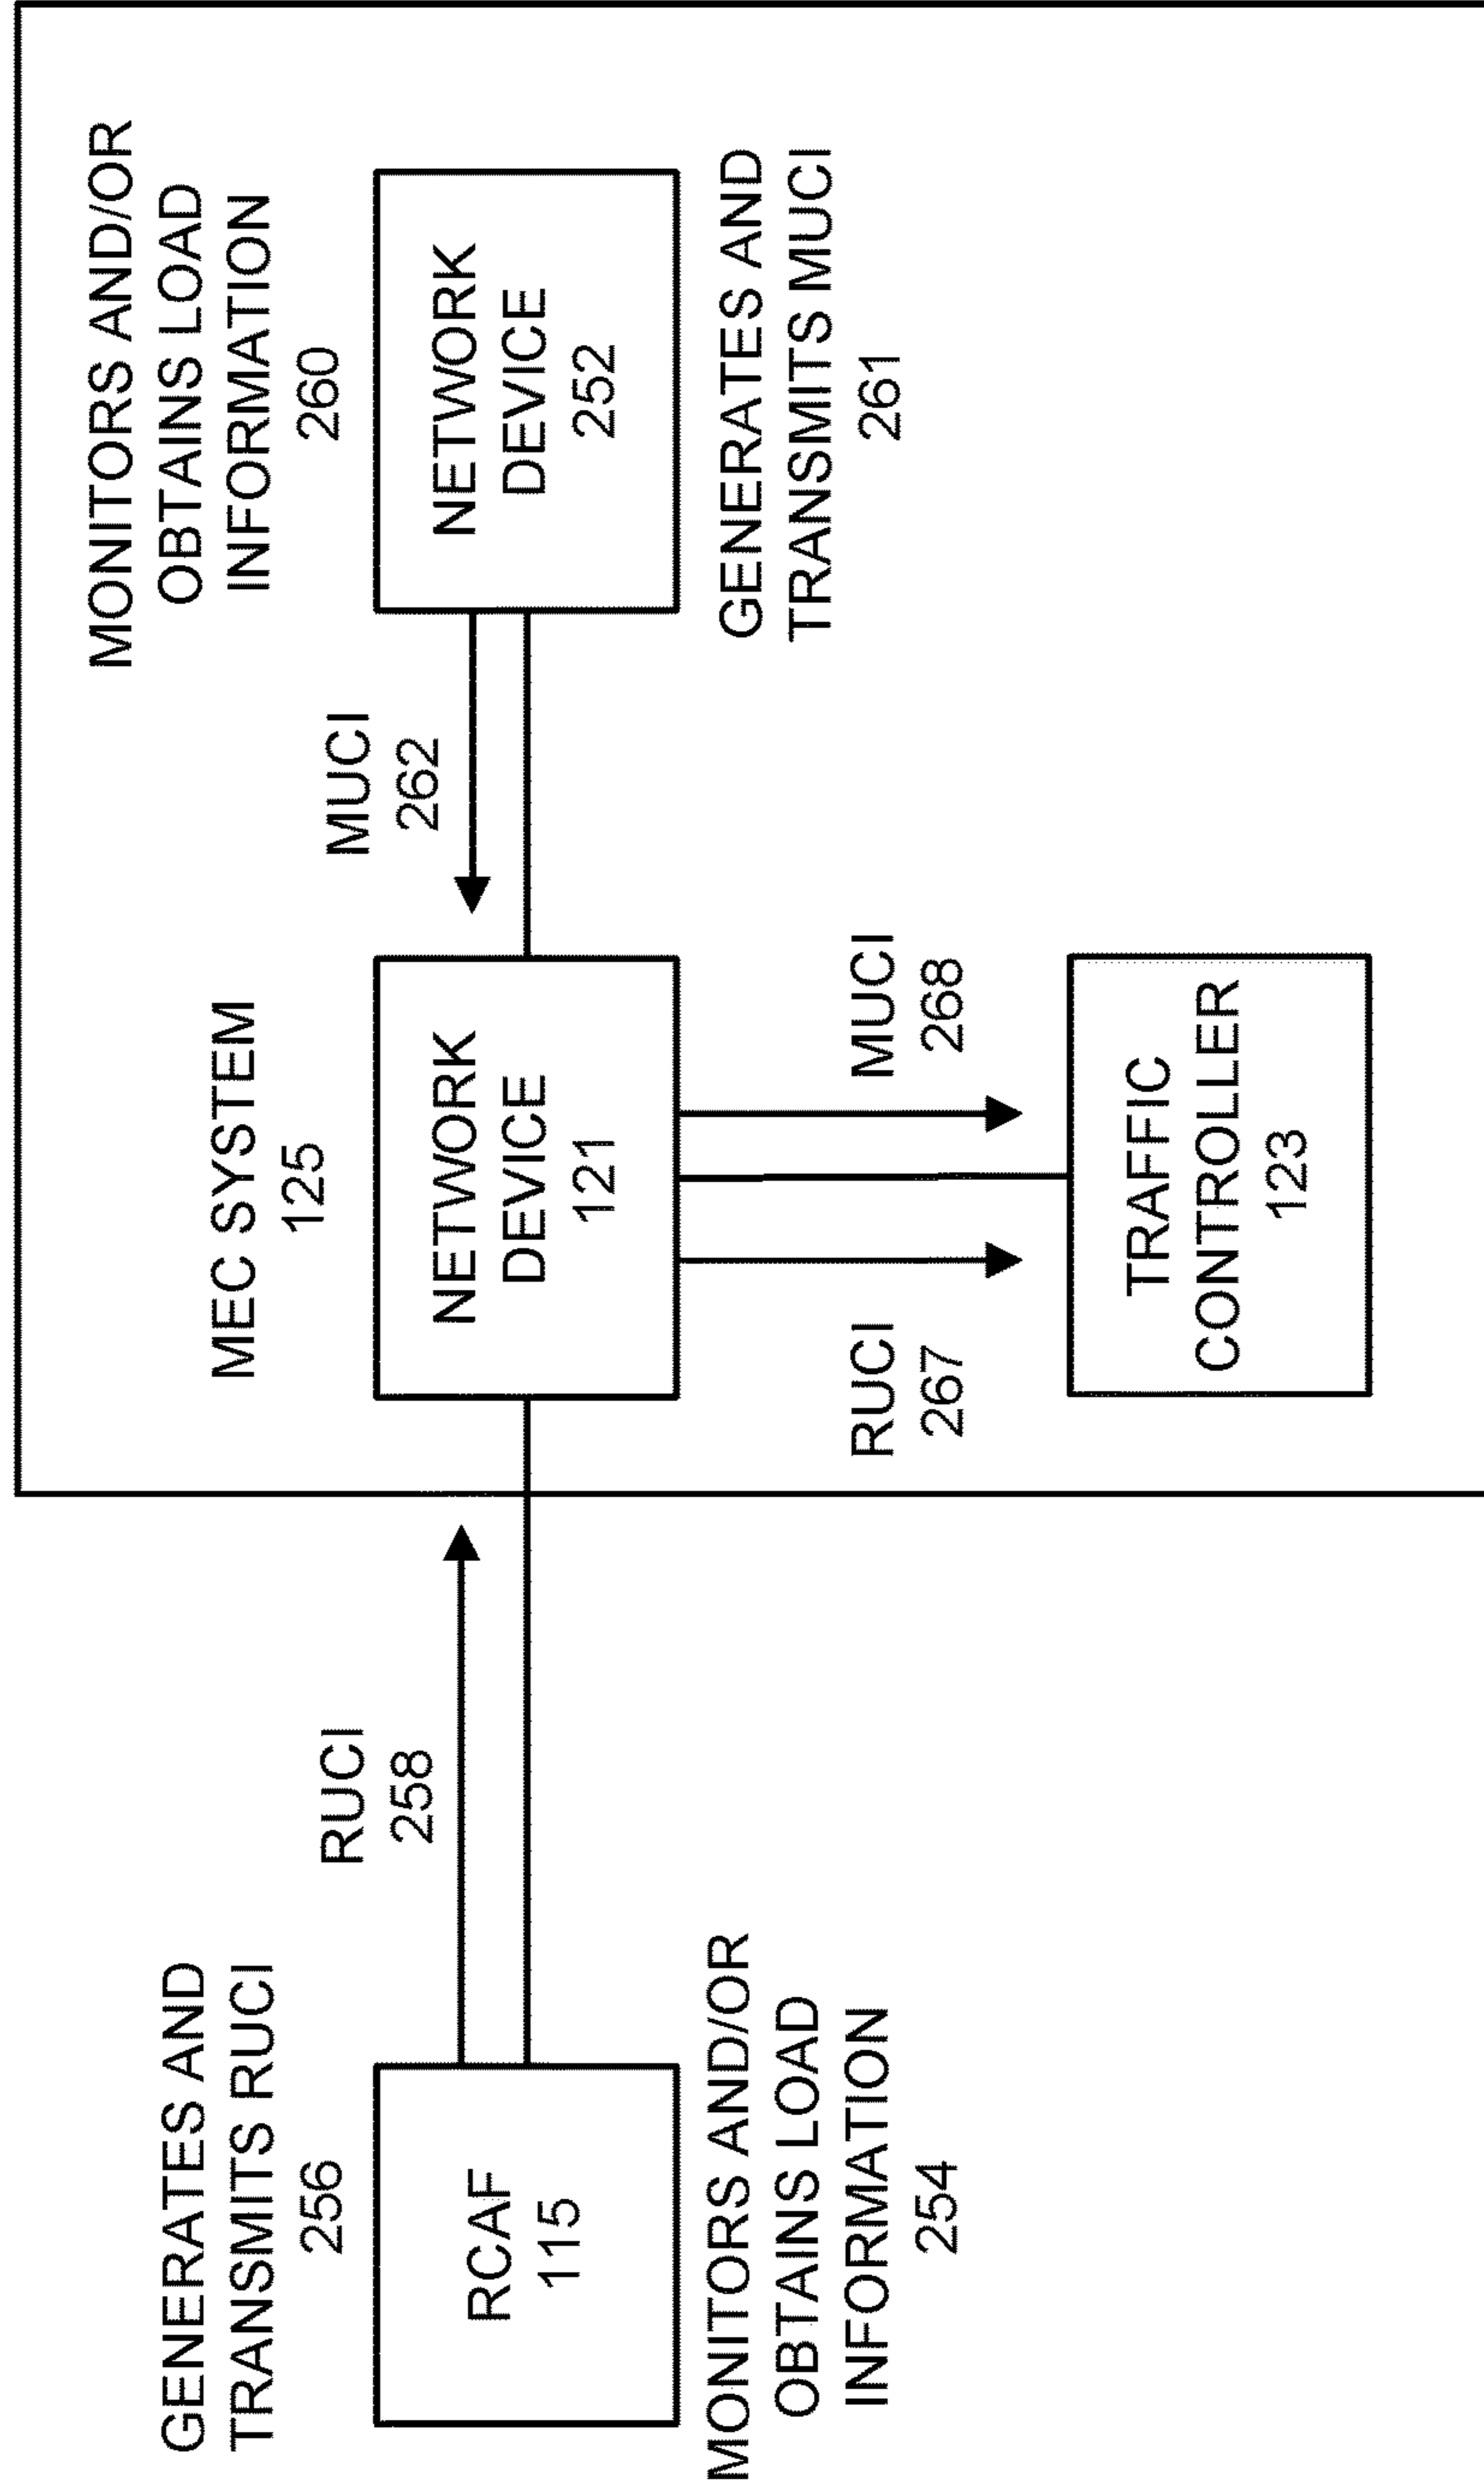 GENERATES AND
TRANSMITS RUCI
256
RCAF
115
MONITORS AND/OR
OBTAINS LOAD
INFORMATION
254
RUCI
258
MEC SYSTEM
125
NETWORK
DEVICE
121
RUCI
267
MUCI
268
TRAFFIC
CONTROLLER
123
MUCI
262
MONITORS AND/OR
OBTAINS LOAD
INFORMATION
260
NETWORK
DEVICE
252
GENERATES AND
TRANSMITS MUCI
261